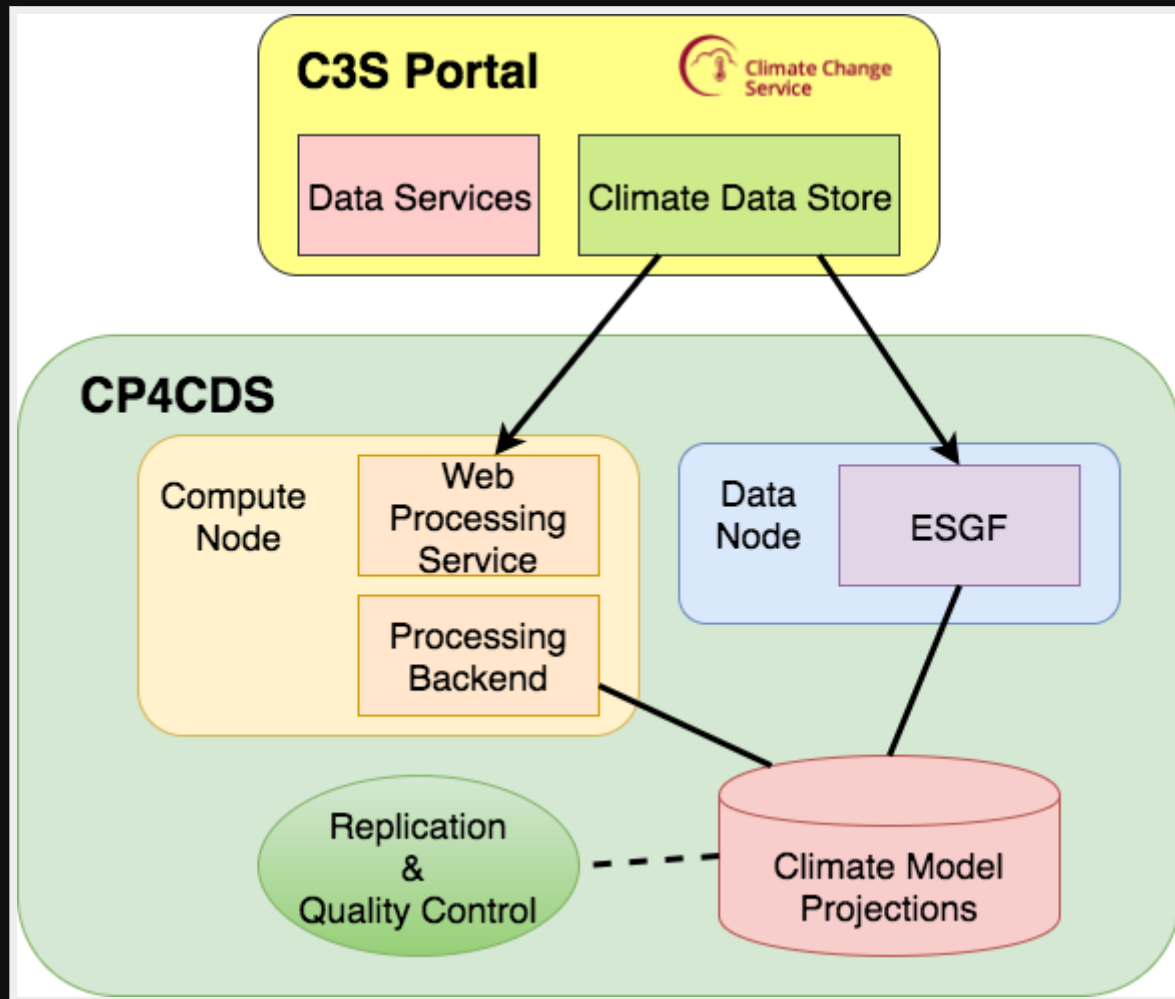 C3S Portal
Climate Change
Service
Data Services
Climate Data Store
CP4CDS
Compute
Node
Web
Processing
Service
Processing
Backend
Data
Node
ESGF
Replication
&
Quality Control
Climate Model
Projections